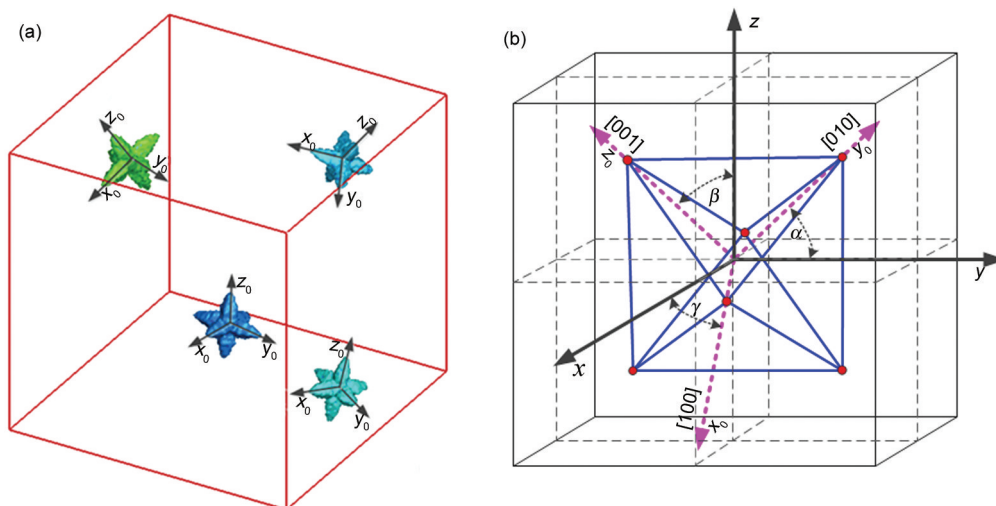 (a)
z₀
y₀
x₀
x₀
z₀
y₀
z₀
x₀
y₀
z₀
x₀
y₀
(b)
z
[001]
z₀
[010]
y₀
β
α
y
γ
x
[100]
x₀